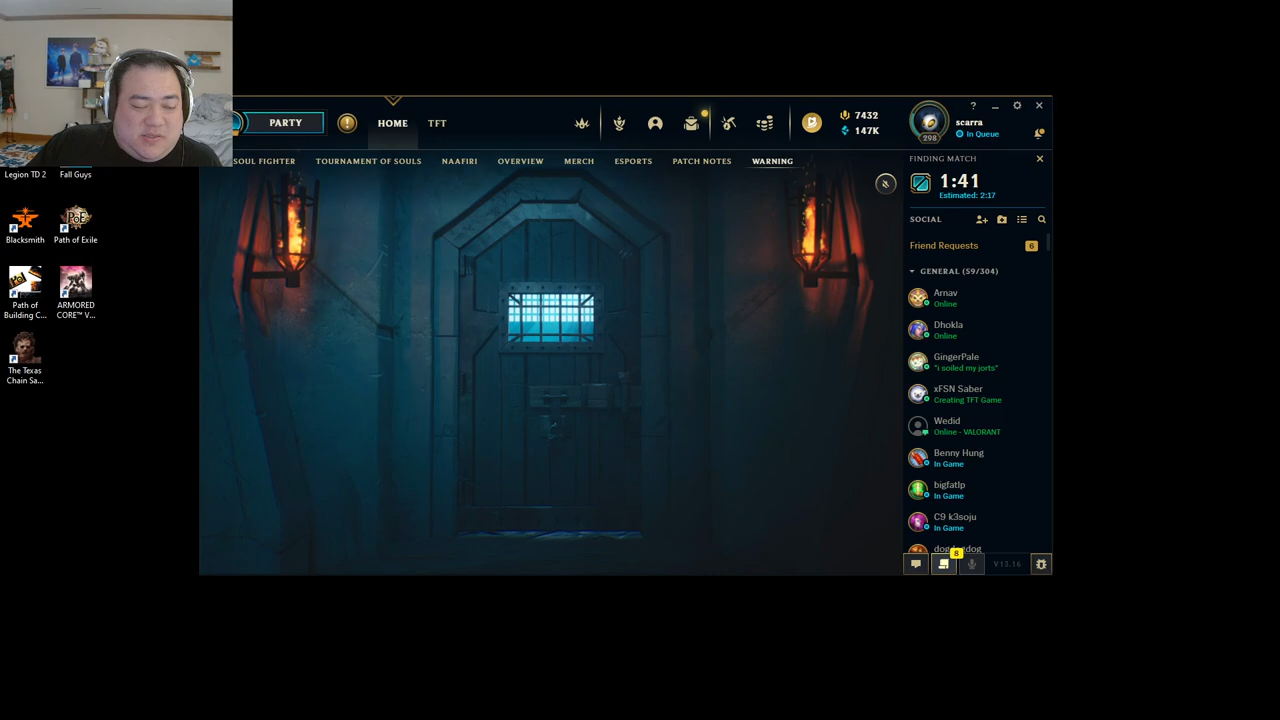 PARTY
HOME
TFT
7432
147K
298
scarra
In Queue
SOUL FIGHTER
TOURNAMENT OF SOULS
NAAFIRI
OVERVIEW
MERCH
ESPORTS
PATCH NOTES
WARNING
FINDING MATCH
1:41
Estimated: 2:17
SOCIAL
Friend Requests
6
GENERAL (59/304)
Arnav
Online
Dhokla
Online
GingerPale
"i soiled my jorts"
xFSN Saber
Creating TFT Game
Wedid
Online - VALORANT
Benny Hung
In Game
bigfatlp
In Game
C9 k3soju
In Game
8
V13.16
Legion TD 2
Fall Guys
Blacksmith
Path of Exile
Path of
Building C...
ARMORED
CORE™ V...
The Texas
Chain Sa...